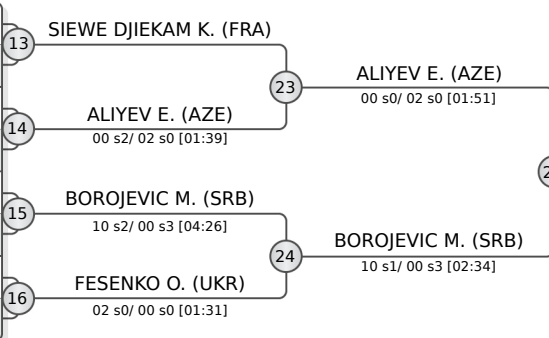 SIEWE DJIEKAM K. (FRA)
13
23
ALIYEV E. (AZE)
00 s0/ 02 s0 [01:51]
ALIYEV E. (AZE)
14
00 s2/ 02 s0 [01:39]
BOROJEVIC M. (SRB)
15
10 s2/ 00 s3 [04:26]
24
BOROJEVIC M. (SRB)
10 s1/ 00 s3 [02:34]
FESENKO O. (UKR)
16
02 s0/ 00 s0 [01:31]